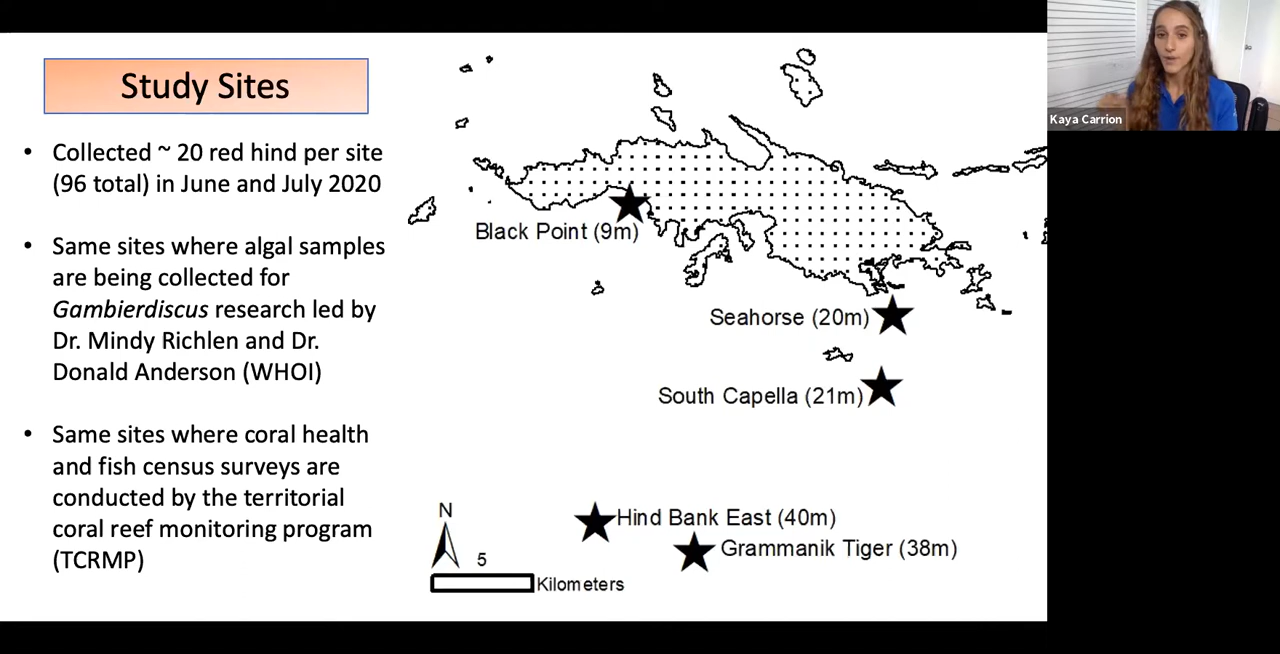 Study Sites
• Collected ~ 20 red hind per site
(96 total) in June and July 2020
• Same sites where algal samples
are being collected for
Gambierdiscus research led by
Dr. Mindy Richlen and Dr.
Donald Anderson (WHOI)
• Same sites where coral health
and fish census surveys are
conducted by the territorial
coral reef monitoring program
(TCRMP)
Black Point (9m)
Seahorse (20m)
South Capella (21m)
Hind Bank East (40m)
Grammanik Tiger (38m)
N
5
Kilometers
Kaya Carrion